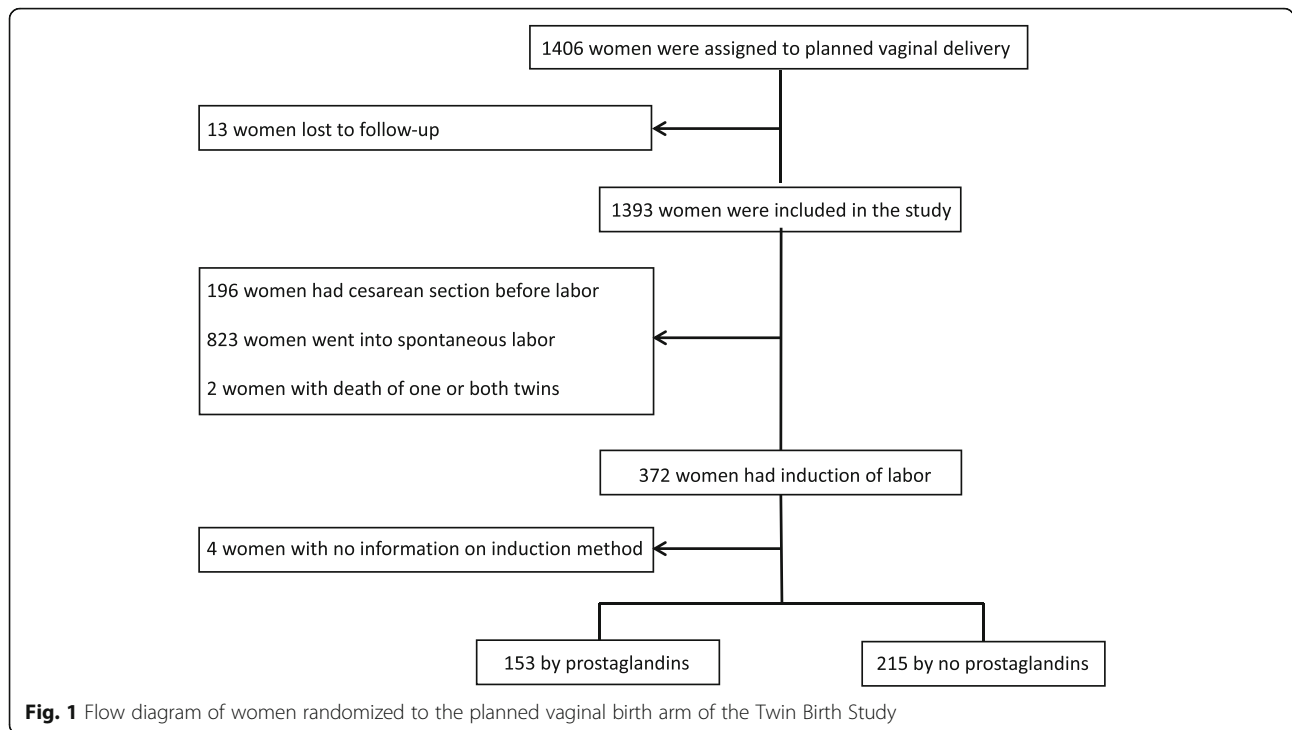 1406 women were assigned to planned vaginal delivery
13 women lost to follow-up
1393 women were included in the study
196 women had cesarean section before labor
823 women went into spontaneous labor
2 women with death of one or both twins
372 women had induction of labor
4 women with no information on induction method
153 by prostaglandins
215 by no prostaglandins
Fig. 1 Flow diagram of women randomized to the planned vaginal birth arm of the Twin Birth Study